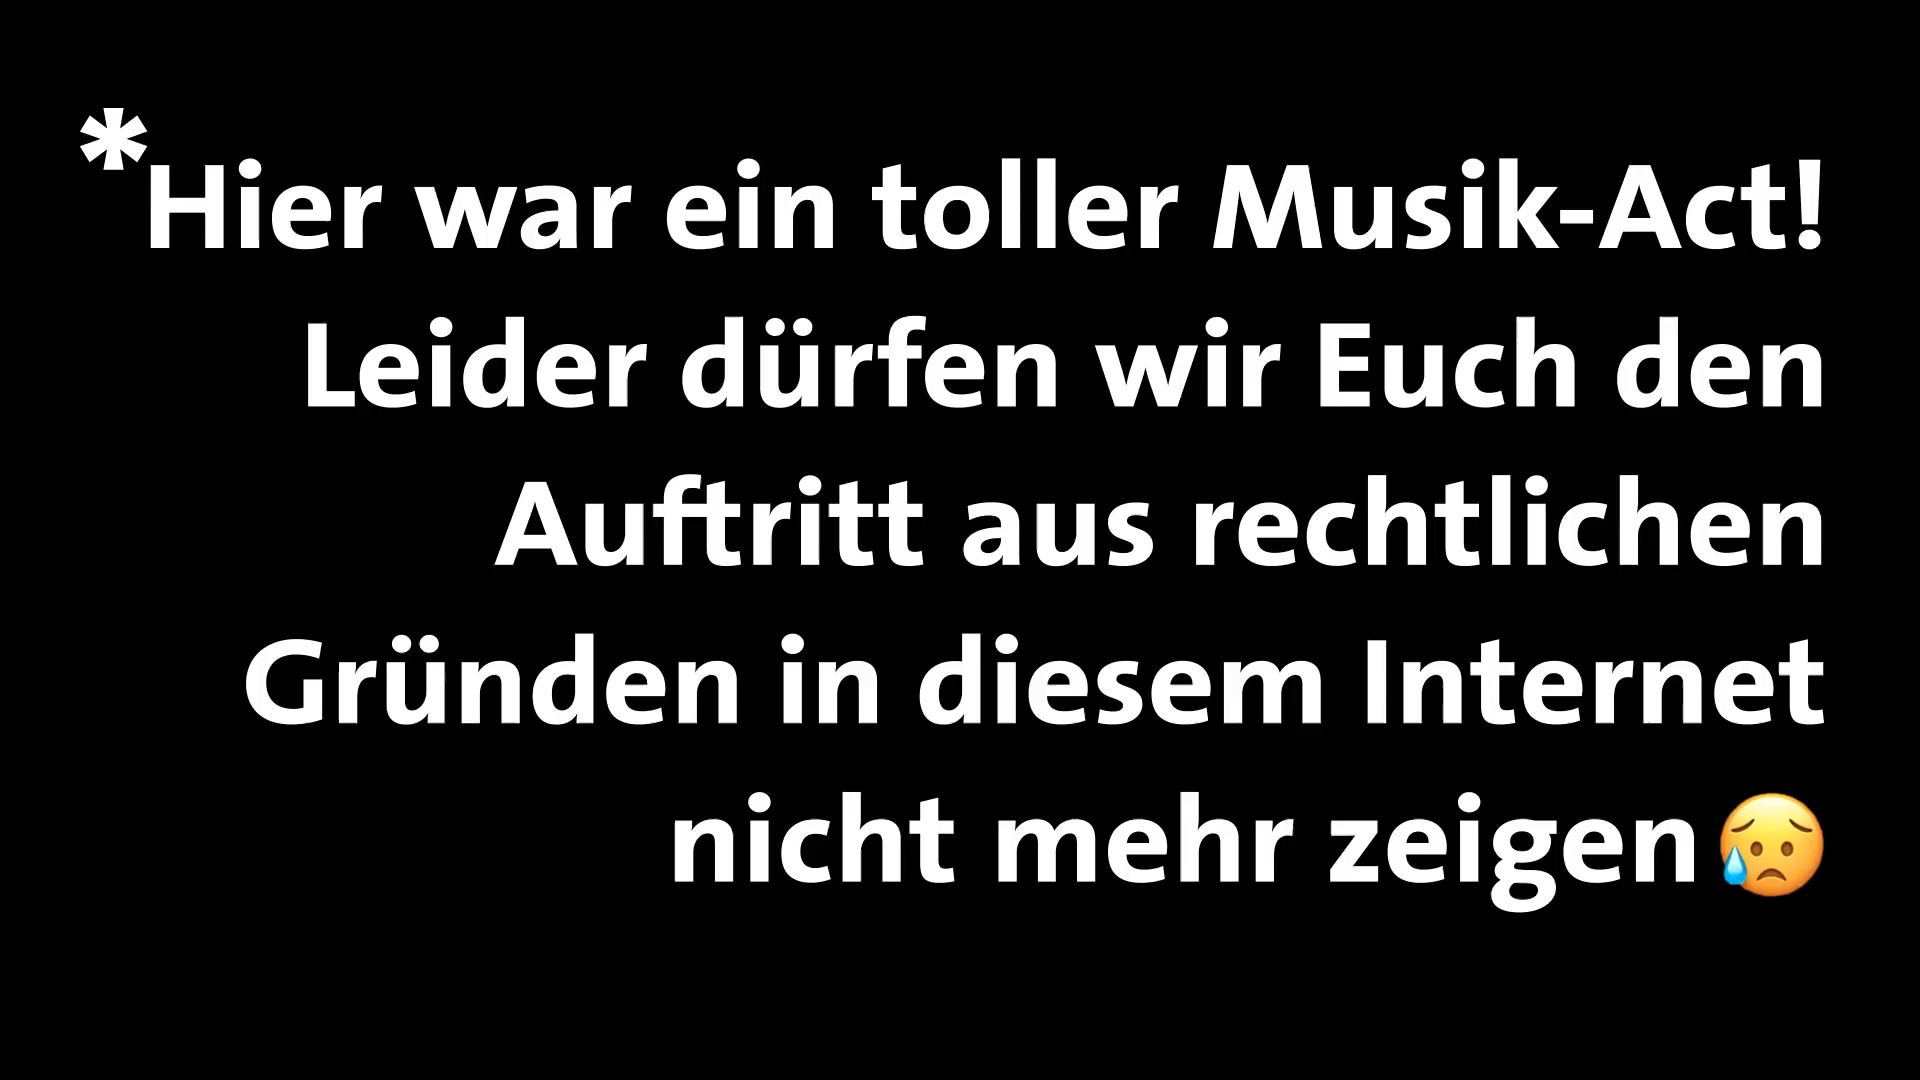 *Hier war ein toller Musik-Act!
Leider dürfen wir Euch den
Auftritt aus rechtlichen
Gründen in diesem Internet
nicht mehr zeigen😥